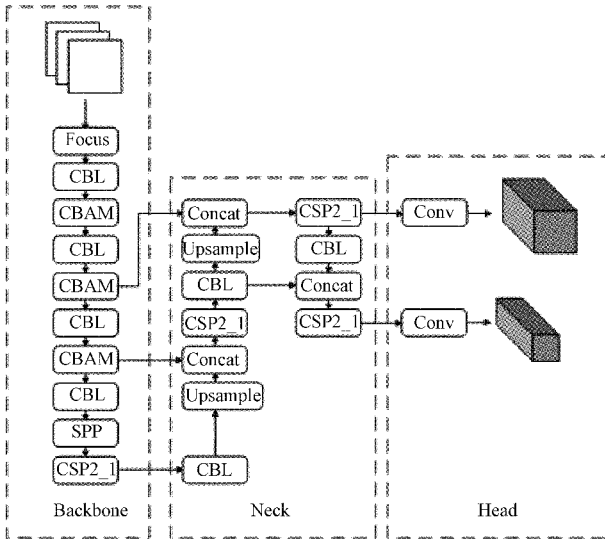 Focus
CBL
CBAM
CBL
CBAM
CBL
CBAM
CBL
SPP
CSP2_1
Backbone
Concat
Upsample
CBL
CSP2_1
Concat
Upsample
CBL
CSP2_1
CBL
Concat
CSP2_1
Neck
Conv
Conv
Head